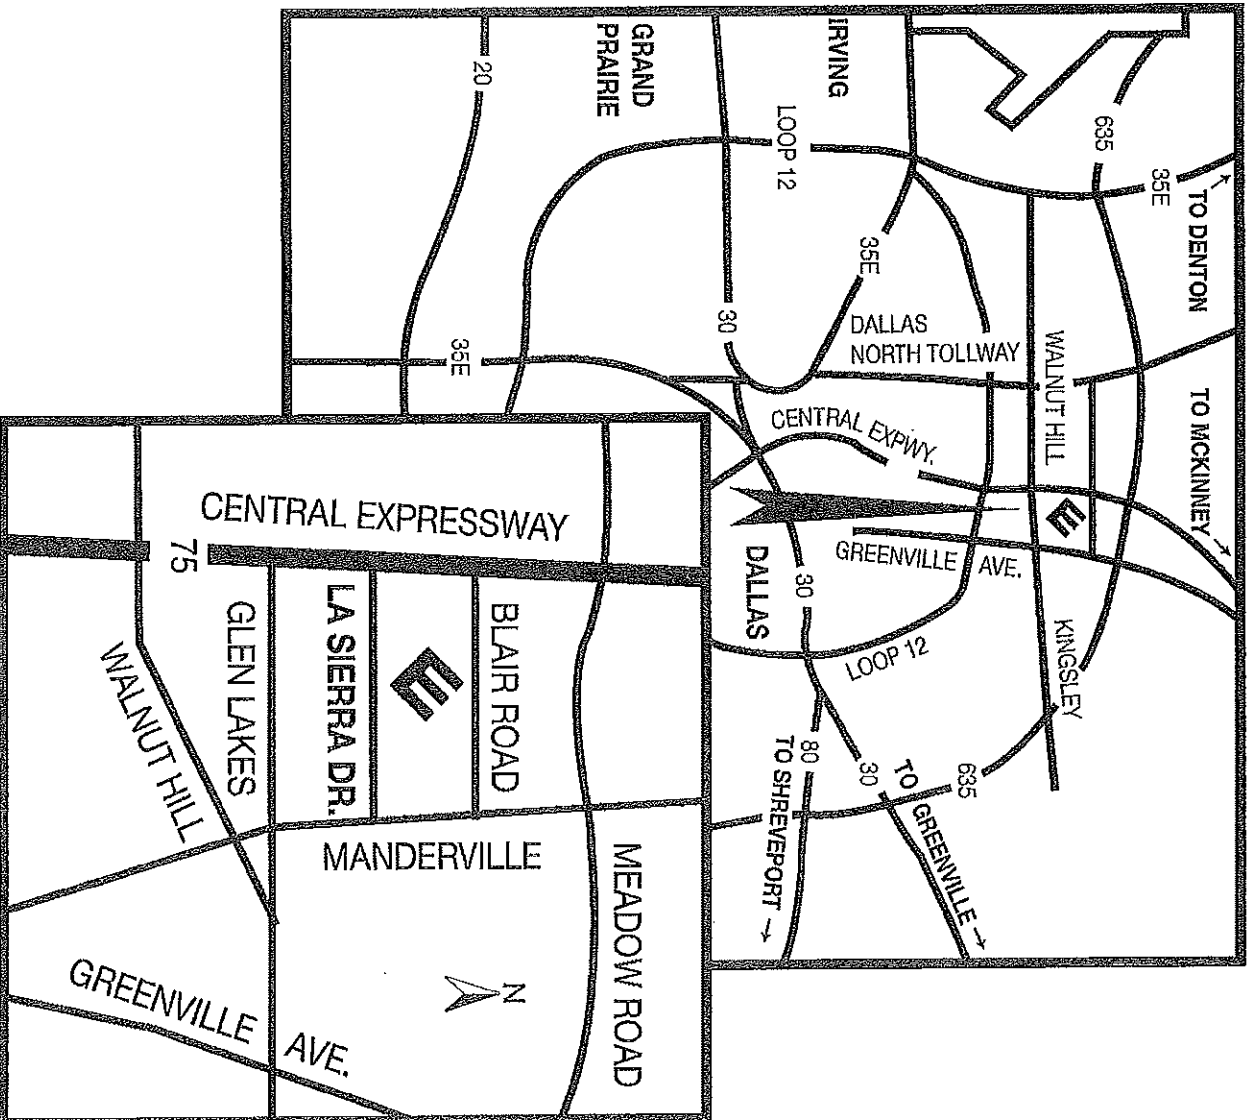 TO DENTON
TO MCKINNEY
635
35E
WALNUT HILL
E
KINGSLEY
DALLAS
NORTH TOLLWAY
35E
CENTRAL EXPWY.
GREENVILLE AVE.
IRVING
LOOP 12
LOOP 12
635
30
DALLAS
30
30
80
TO GREENVILLE
TO SHREVEPORT
GRAND
PRAIRIE
20
35E
MEADOW ROAD
BLAIR ROAD
E
LA SIERRA DR.
GLEN LAKES
WALNUT HILL
CENTRAL EXPRESSWAY
75
MANDERVILLE
N
GREENVILLE AVE.